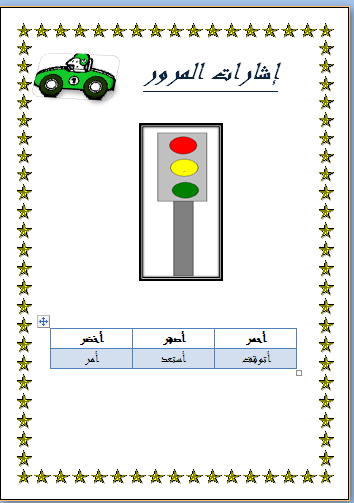 إشارات المرور
أحمر أصفر أخضر
أتوقف أستعد أمر